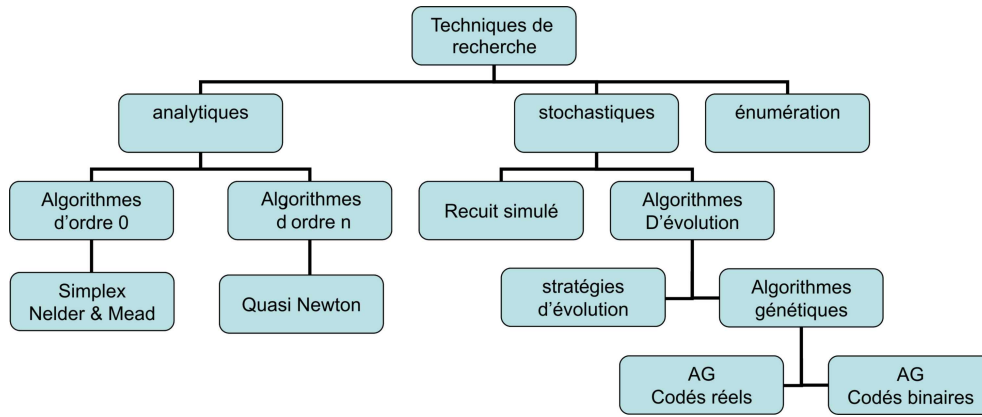 Techniques de
recherche
analytiques
stochastiques
énumération
Algorithmes
d’ordre 0
Algorithmes
d ordre n
Recuit simulé
Algorithmes
D’évolution
Simplex
Nelder & Mead
Quasi Newton
stratégies
d’évolution
Algorithmes
génétiques
AG
Codés réels
AG
Codés binaires